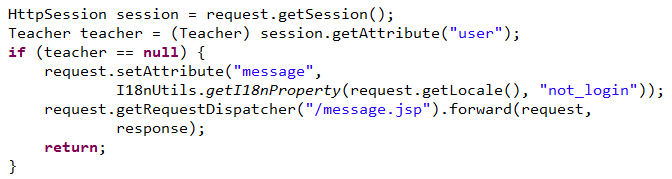 HttpSession session = request.getSession();
Teacher teacher = (Teacher) session.getAttribute("user");
if (teacher == null) {
    request.setAttribute("message",
            I18nUtils.getI18nProperty(request.getLocale(), "not_login"));
    request.getRequestDispatcher("/message.jsp").forward(request,
            response);
    return;
}